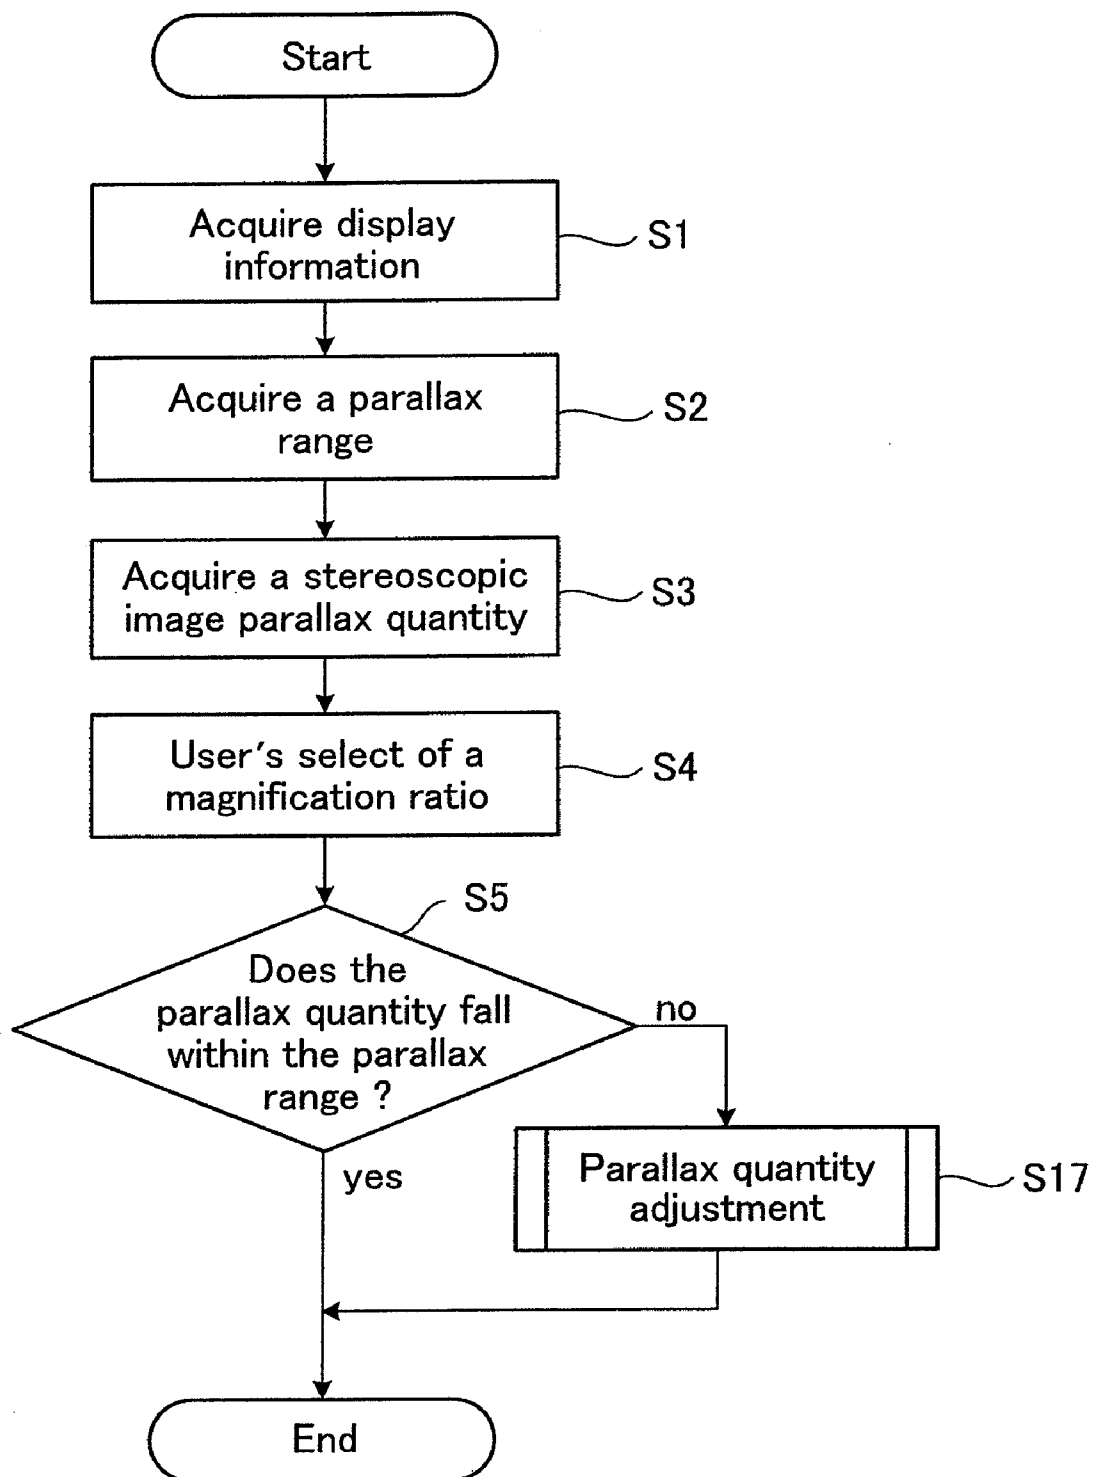 Start
Acquire display
information
S1
Acquire a parallax
range
S2
Acquire a stereoscopic
image parallax quantity
S3
User's select of a
magnification ratio
S4
S5
Does the
parallax quantity fall
within the parallax
range ?
no
yes
Parallax quantity
adjustment
S17
End